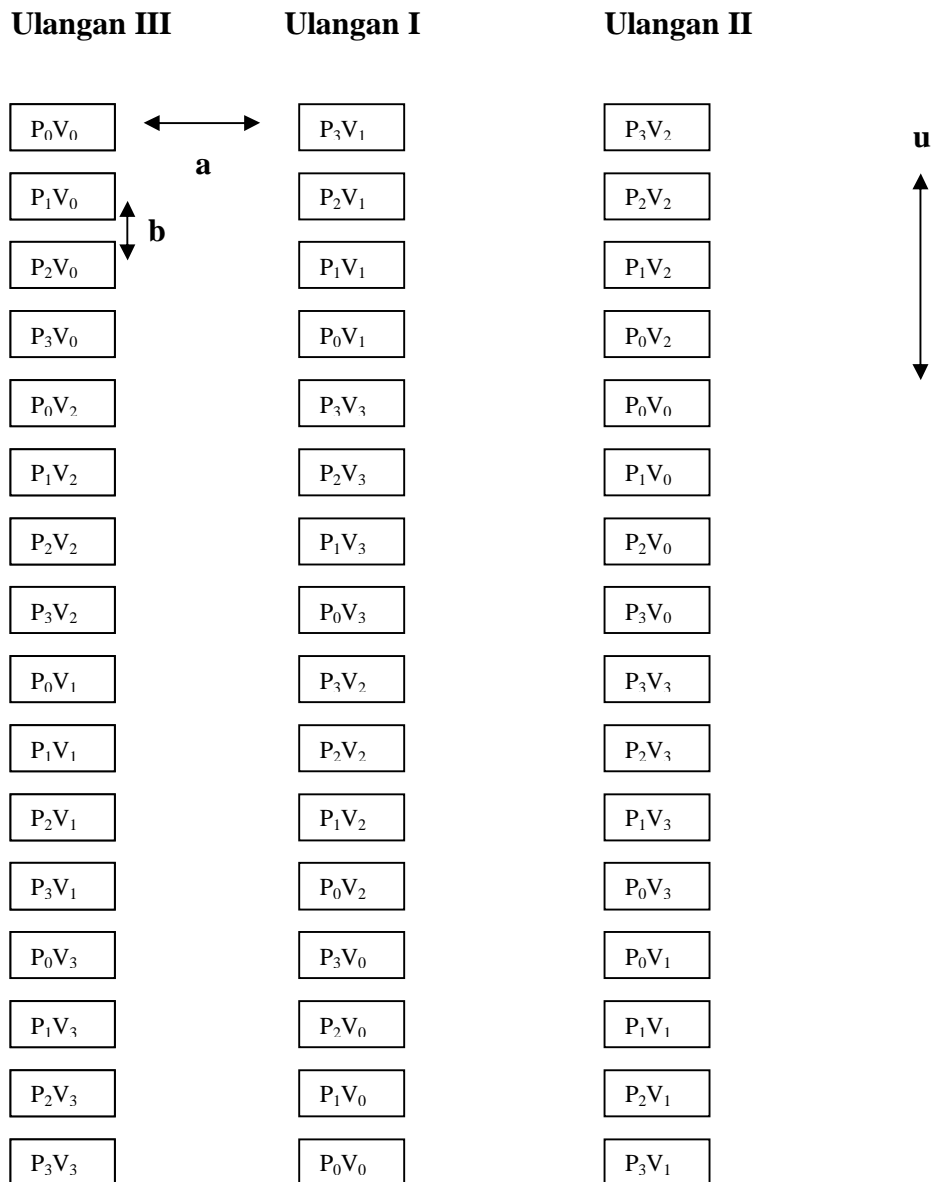 Ulangan III Ulangan I Ulangan II
P₀V₀ P₃V₁ P₃V₂ u
a
P₁V₀ P₂V₁ P₂V₂
b
P₂V₀ P₁V₁ P₁V₂
P₃V₀ P₀V₁ P₀V₂
P₀V₂ P₃V₃ P₀V₀
P₁V₂ P₂V₃ P₁V₀
P₂V₂ P₁V₃ P₂V₀
P₃V₂ P₀V₃ P₃V₀
P₀V₁ P₃V₂ P₃V₃
P₁V₁ P₂V₂ P₂V₃
P₂V₁ P₁V₂ P₁V₃
P₃V₁ P₀V₂ P₀V₃
P₀V₃ P₃V₀ P₀V₁
P₁V₃ P₂V₀ P₁V₁
P₂V₃ P₁V₀ P₂V₁
P₃V₃ P₀V₀ P₃V₁